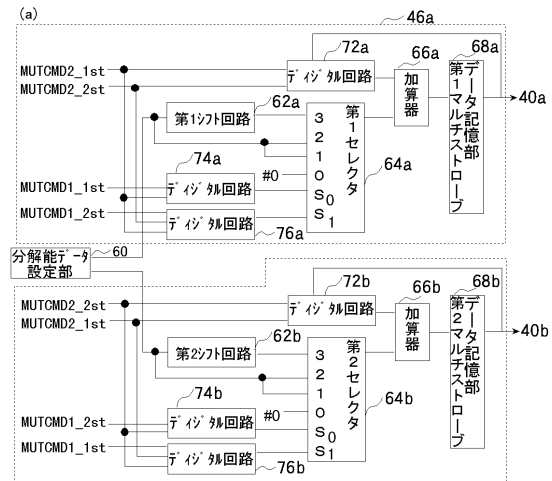 (a)
46a
72a
66a
68a
MUTCMD2_1st
MUTCMD2_2st
ディジタル回路
加算器
第1マルチストローブ
データ記憶部
40a
62a
第1シフト回路
3
2
1
0
S0
S1
第1セレクタ
64a
74a
#0
MUTCMD1_1st
ディジタル回路
MUTCMD1_2st
ディジタル回路
76a
分解能データ
設定部
60
72b
66b
68b
MUTCMD2_2st
MUTCMD2_1st
ディジタル回路
加算器
第2マルチストローブ
データ記憶部
40b
62b
第2シフト回路
3
2
1
0
S0
S1
第2セレクタ
64b
74b
#0
MUTCMD1_2st
ディジタル回路
MUTCMD1_1st
ディジタル回路
76b